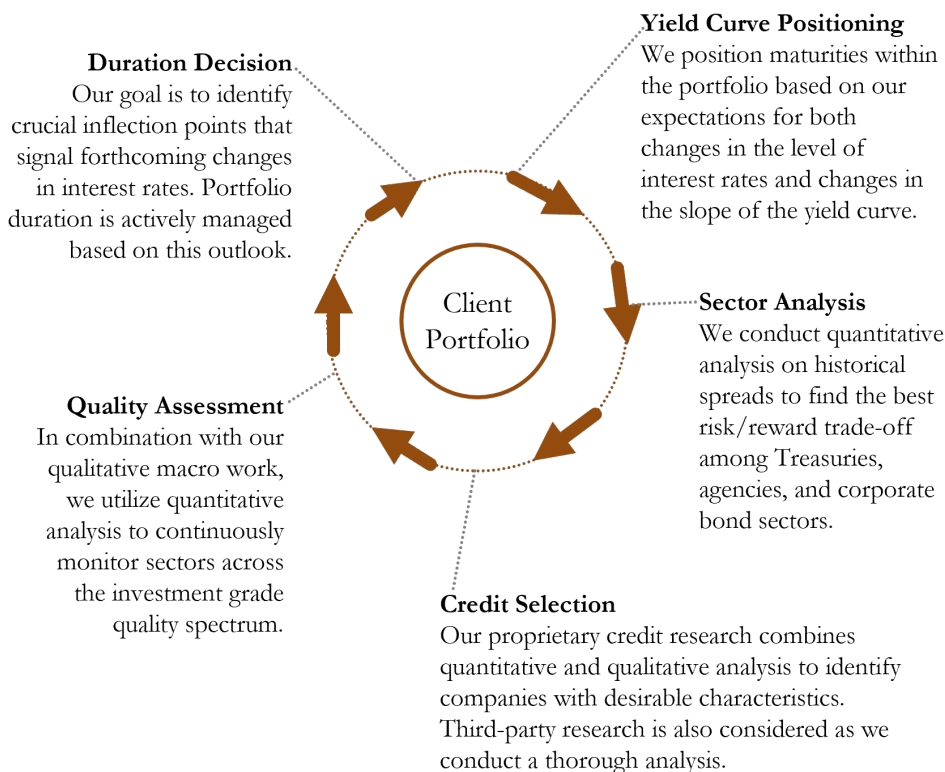 Duration Decision
Our goal is to identify
crucial inflection points that
signal forthcoming changes
in interest rates. Portfolio
duration is actively managed
based on this outlook.
Yield Curve Positioning
We position maturities within
the portfolio based on our
expectations for both
changes in the level of
interest rates and changes in
the slope of the yield curve.
Client
Portfolio
Sector Analysis
We conduct quantitative
analysis on historical
spreads to find the best
risk/reward trade-off
among Treasuries,
agencies, and corporate
bond sectors.
Quality Assessment
In combination with our
qualitative macro work,
we utilize quantitative
analysis to continuously
monitor sectors across
the investment grade
quality spectrum.
Credit Selection
Our proprietary credit research combines
quantitative and qualitative analysis to identify
companies with desirable characteristics.
Third-party research is also considered as we
conduct a thorough analysis.